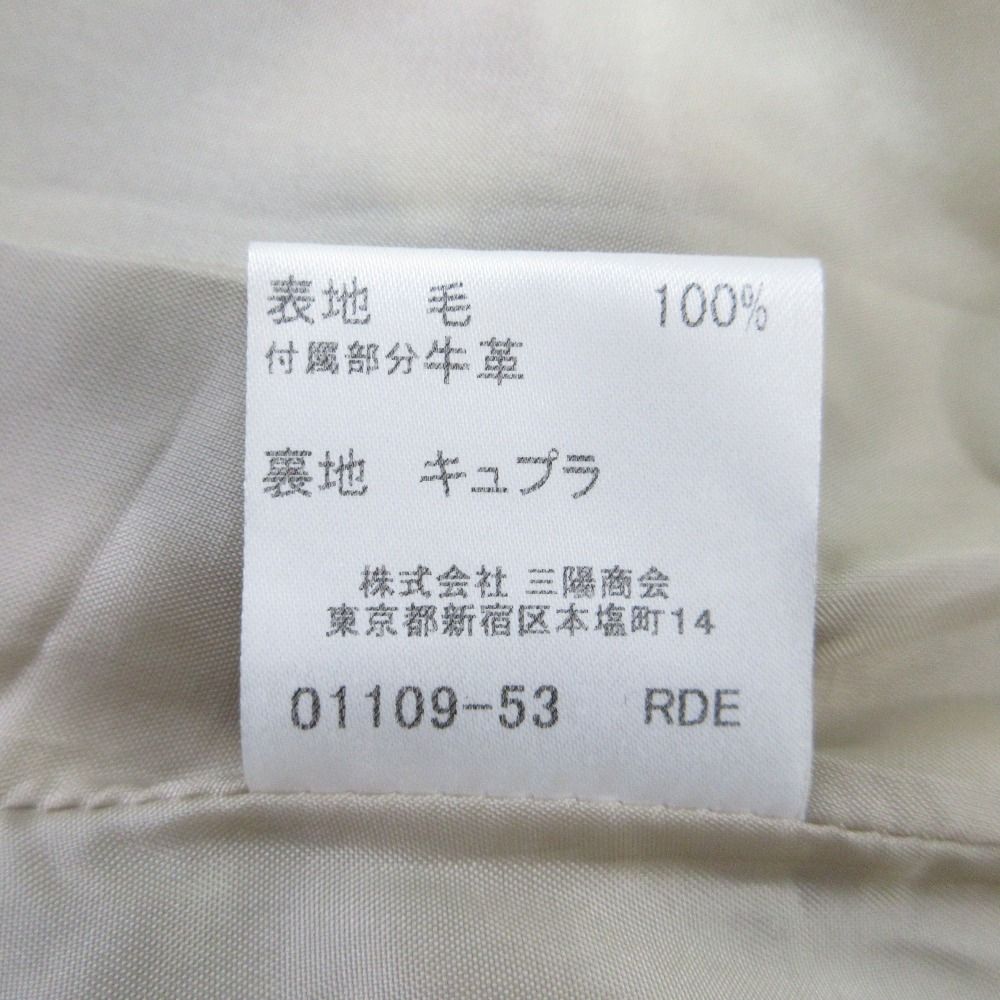 表地 毛 100%
付属部分牛革
裏地 キュプラ
株式会社 三陽商会
東京都新宿区本塩町14
01109-53 RDE